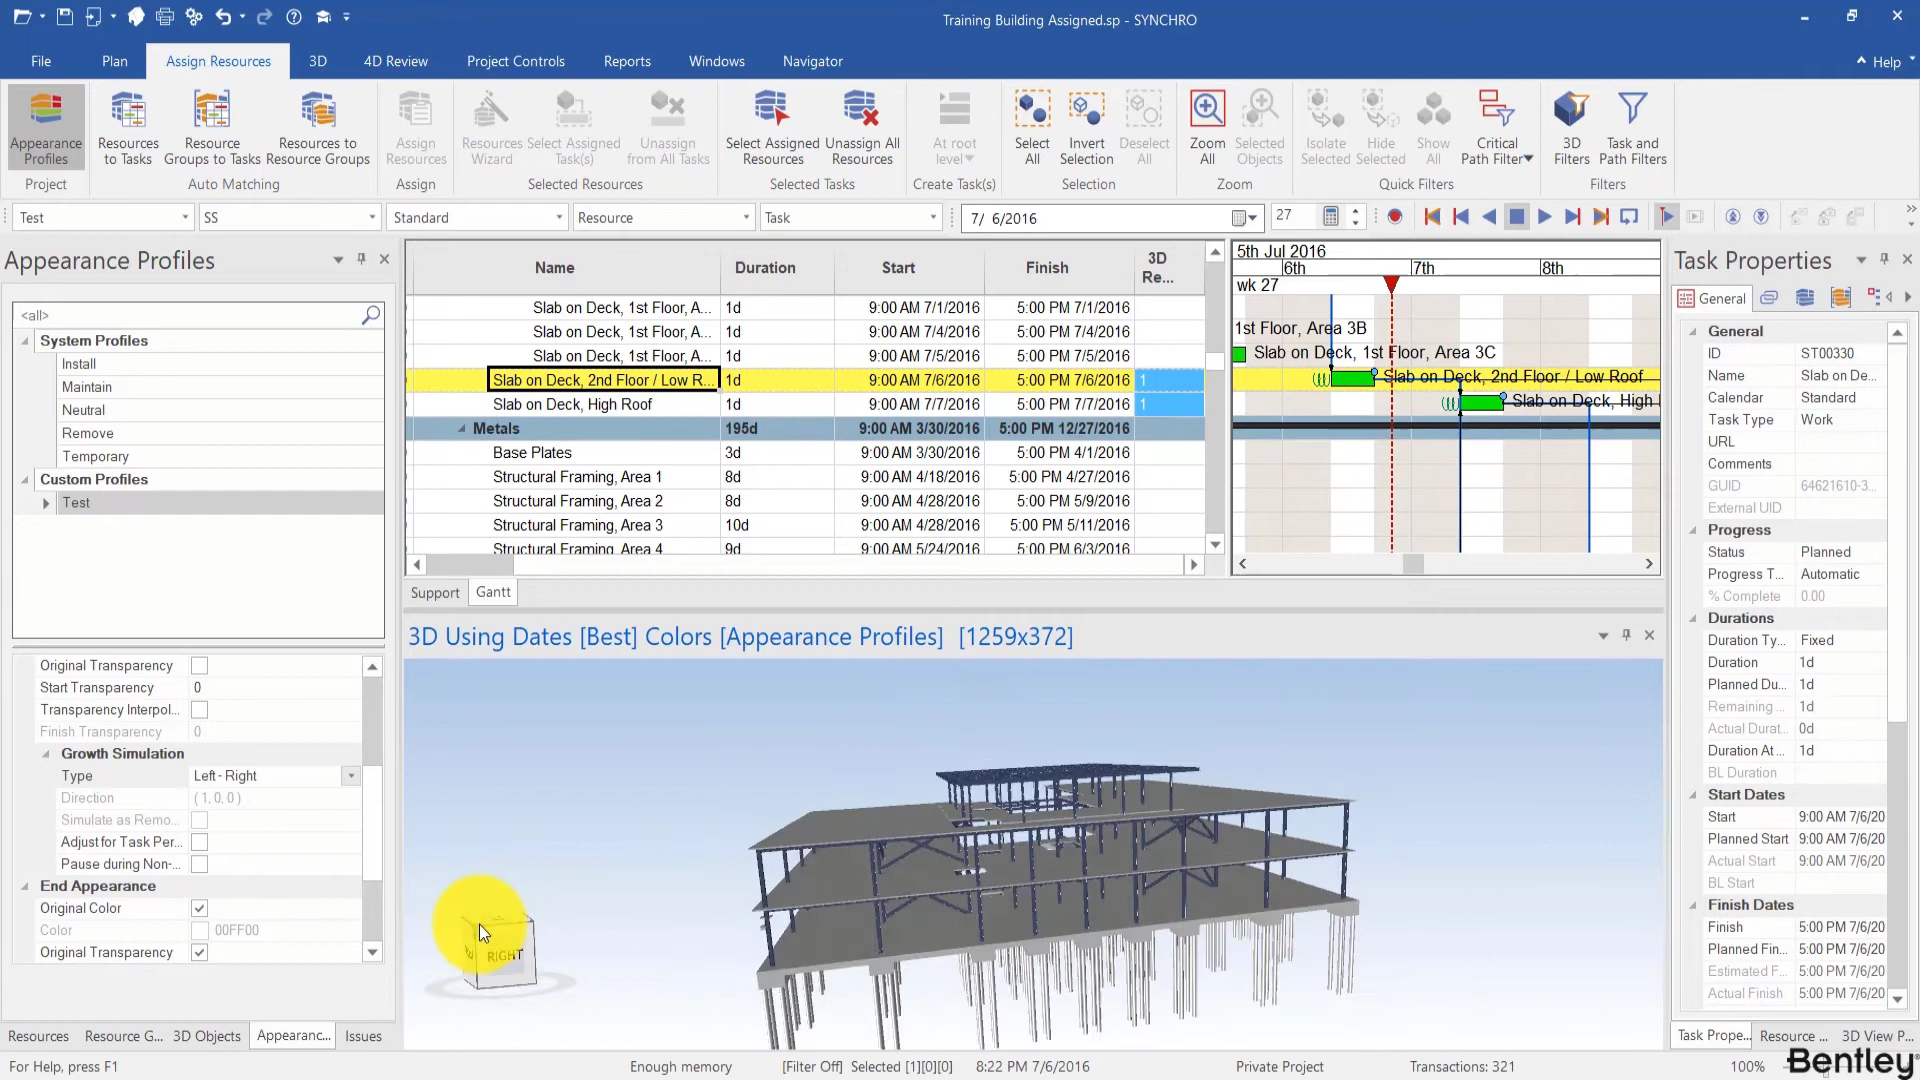 Training Building Assigned.sp - SYNCHRO
File Plan Assign Resources 3D 4D Review Project Controls Reports Windows Navigator Help
Appearance Profiles
Resources to Tasks
Resource Groups to Tasks
Resources to Resource Groups
Assign Resources
Resources Wizard
Select Assigned Task(s)
Unassign from All Tasks
Select Assigned Resources
Unassign All Resources
At root level
Select All
Invert Selection
Deselect All
Zoom All
Selected Objects
Isolate Selected
Hide Selected
Show All
Critical Path Filter
3D Filters
Task and Path Filters
Project Auto Matching Assign Selected Resources Selected Tasks Create Task(s) Selection Zoom Quick Filters Filters
Test SS Standard Resource Task 7/ 6/2016 27
Appearance Profiles
<all>
System Profiles
Install
Maintain
Neutral
Remove
Temporary
Custom Profiles
Test
Original Transparency
Start Transparency 0
Transparency Interpol...
Finish Transparency 0
Growth Simulation
Type Left - Right
Direction ( 1, 0, 0 )
Simulate as Remo...
Adjust for Task Per...
Pause during Non-...
End Appearance
Original Color
Color 00FF00
Original Transparency
Resources Resource G... 3D Objects Appearanc... Issues
Name Duration Start Finish 3D Re...
Slab on Deck, 1st Floor, A... 1d 9:00 AM 7/1/2016 5:00 PM 7/1/2016
Slab on Deck, 1st Floor, A... 1d 9:00 AM 7/4/2016 5:00 PM 7/4/2016
Slab on Deck, 1st Floor, A... 1d 9:00 AM 7/5/2016 5:00 PM 7/5/2016
Slab on Deck, 2nd Floor / Low R... 1d 9:00 AM 7/6/2016 5:00 PM 7/6/2016 1
Slab on Deck, High Roof 1d 9:00 AM 7/7/2016 5:00 PM 7/7/2016 1
Metals 195d 9:00 AM 3/30/2016 5:00 PM 12/27/2016
Base Plates 3d 9:00 AM 3/30/2016 5:00 PM 4/1/2016
Structural Framing, Area 1 8d 9:00 AM 4/18/2016 5:00 PM 4/27/2016
Structural Framing, Area 2 8d 9:00 AM 4/28/2016 5:00 PM 5/9/2016
Structural Framing, Area 3 10d 9:00 AM 4/28/2016 5:00 PM 5/11/2016
Structural Framing, Area 4 9d 9:00 AM 5/24/2016 5:00 PM 6/3/2016
Support Gantt
5th Jul 2016
6th 7th 8th
wk 27
1st Floor, Area 3B
Slab on Deck, 1st Floor, Area 3C
Slab on Deck, 2nd Floor / Low Roof
Slab on Deck, High
3D Using Dates [Best] Colors [Appearance Profiles] [1259x372]
RIGHT
Task Properties
General
General
ID ST00330
Name Slab on De...
Calendar Standard
Task Type Work
URL
Comments
GUID 64621610-3...
External UID
Progress
Status Planned
Progress T... Automatic
% Complete 0.00
Durations
Duration Ty... Fixed
Duration 1d
Planned Du... 1d
Remaining ... 1d
Actual Durat... 0d
Duration At ... 1d
BL Duration
Start Dates
Start 9:00 AM 7/6/20
Planned Start 9:00 AM 7/6/20
Actual Start 9:00 AM 7/6/20
BL Start
Finish Dates
Finish 5:00 PM 7/6/20
Planned Fin... 5:00 PM 7/6/20
Estimated F... 5:00 PM 7/6/20
Actual Finish 5:00 PM 7/6/20
Task Prope... Resource ... 3D View P...
For Help, press F1 Enough memory [Filter Off] Selected [1][0][0] 8:22 PM 7/6/2016 Private Project Transactions: 321 100%
Bentley